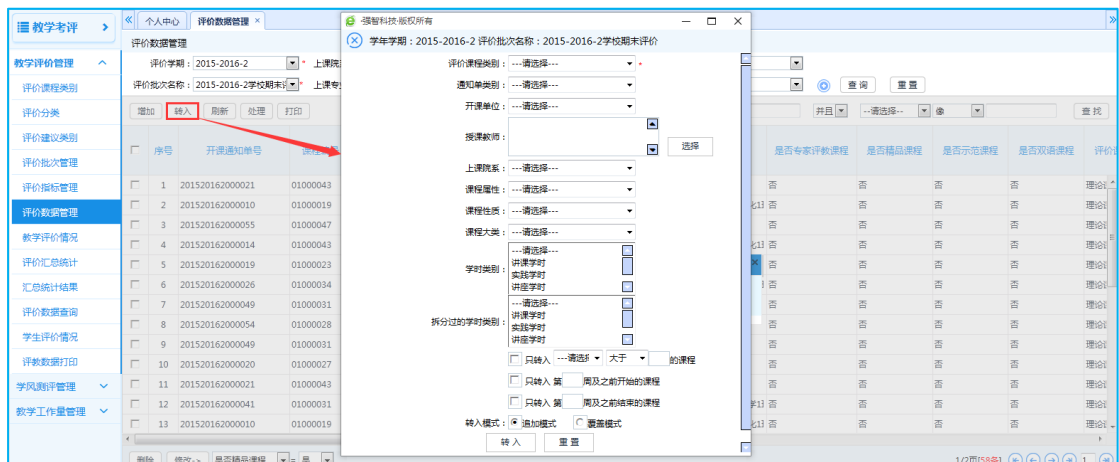 教学考评
个人中心 评价数据管理 ×
评价数据管理
评价学期：2015-2016-2 * 上课院
评价批次名称：2015-2016-2学校期末 * 上课专
查询 重置
增加 转入 刷新 处理 打印
并且 --请选择-- 像 查找
教学评价管理
评价课程类别
评价分类
评价建议类别
评价批次管理
评价指标管理
评价数据管理
教学评价情况
评价汇总统计
汇总统计结果
评价数据查询
学生评价情况
评教数据打印
学风测评管理
教学工作量管理
序号 开课通知单号 是否专家评教课程 是否精品课程 是否示范课程 是否双语课程
1 201520162000021 01000043 否 否 否 否 理论
2 201520162000010 01000019 否 否 否 否 理论
3 201520162000055 01000047 否 否 否 否 理论
4 201520162000014 01000043 否 否 否 否 理论
5 201520162000019 01000023 否 否 否 否 理论
6 201520162000026 01000034 否 否 否 否 理论
7 201520162000049 01000031 否 否 否 否 理论
8 201520162000054 01000028 否 否 否 否 理论
9 201520162000049 01000031 否 否 否 否 理论
10 201520162000020 01000027 否 否 否 否 理论
11 201520162000021 01000043 否 否 否 否 理论
12 201520162000041 01000031 否 否 否 否 理论
13 201520162000010 01000019 否 否 否 否 理论
删除 修改-> 是否精品课程 = 是
1/2页[58条] 1
-强智科技-版权所有
学年学期：2015-2016-2 评价批次名称：2015-2016-2学校期末评价
评价课程类别：---请选择--- *
通知单类别：---请选择---
开课单位：---请选择---
授课教师： 选择
上课院系：---请选择---
课程属性：---请选择---
课程性质：---请选择---
课程大类：---请选择---
学时类别：
---请选择---
讲课学时
实践学时
讲座学时
拆分过的学时类别：
---请选择---
讲课学时
实践学时
讲座学时
只转入 ---请选 大于 的课程
只转入 第 周及之前开始的课程
只转入 第 周及之前结束的课程
转入模式： 追加模式 覆盖模式
转 入 重 置